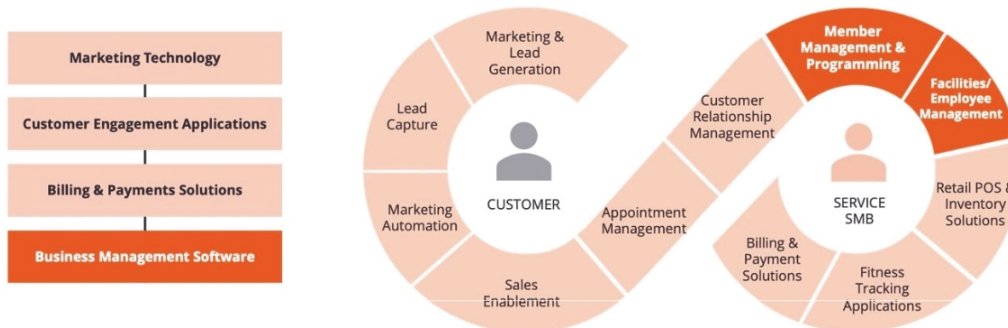 Marketing Technology
Customer Engagement Applications
Billing & Payments Solutions
Business Management Software
Marketing &
Lead
Generation
Lead
Capture
Marketing
Automation
Sales
Enablement
Appointment
Management
Customer
Relationship
Management
Member
Management &
Programming
Facilities/
Employee
Management
Retail POS &
Inventory
Solutions
Fitness
Tracking
Applications
Billing &
Payment
Solutions
CUSTOMER
SERVICE
SMB